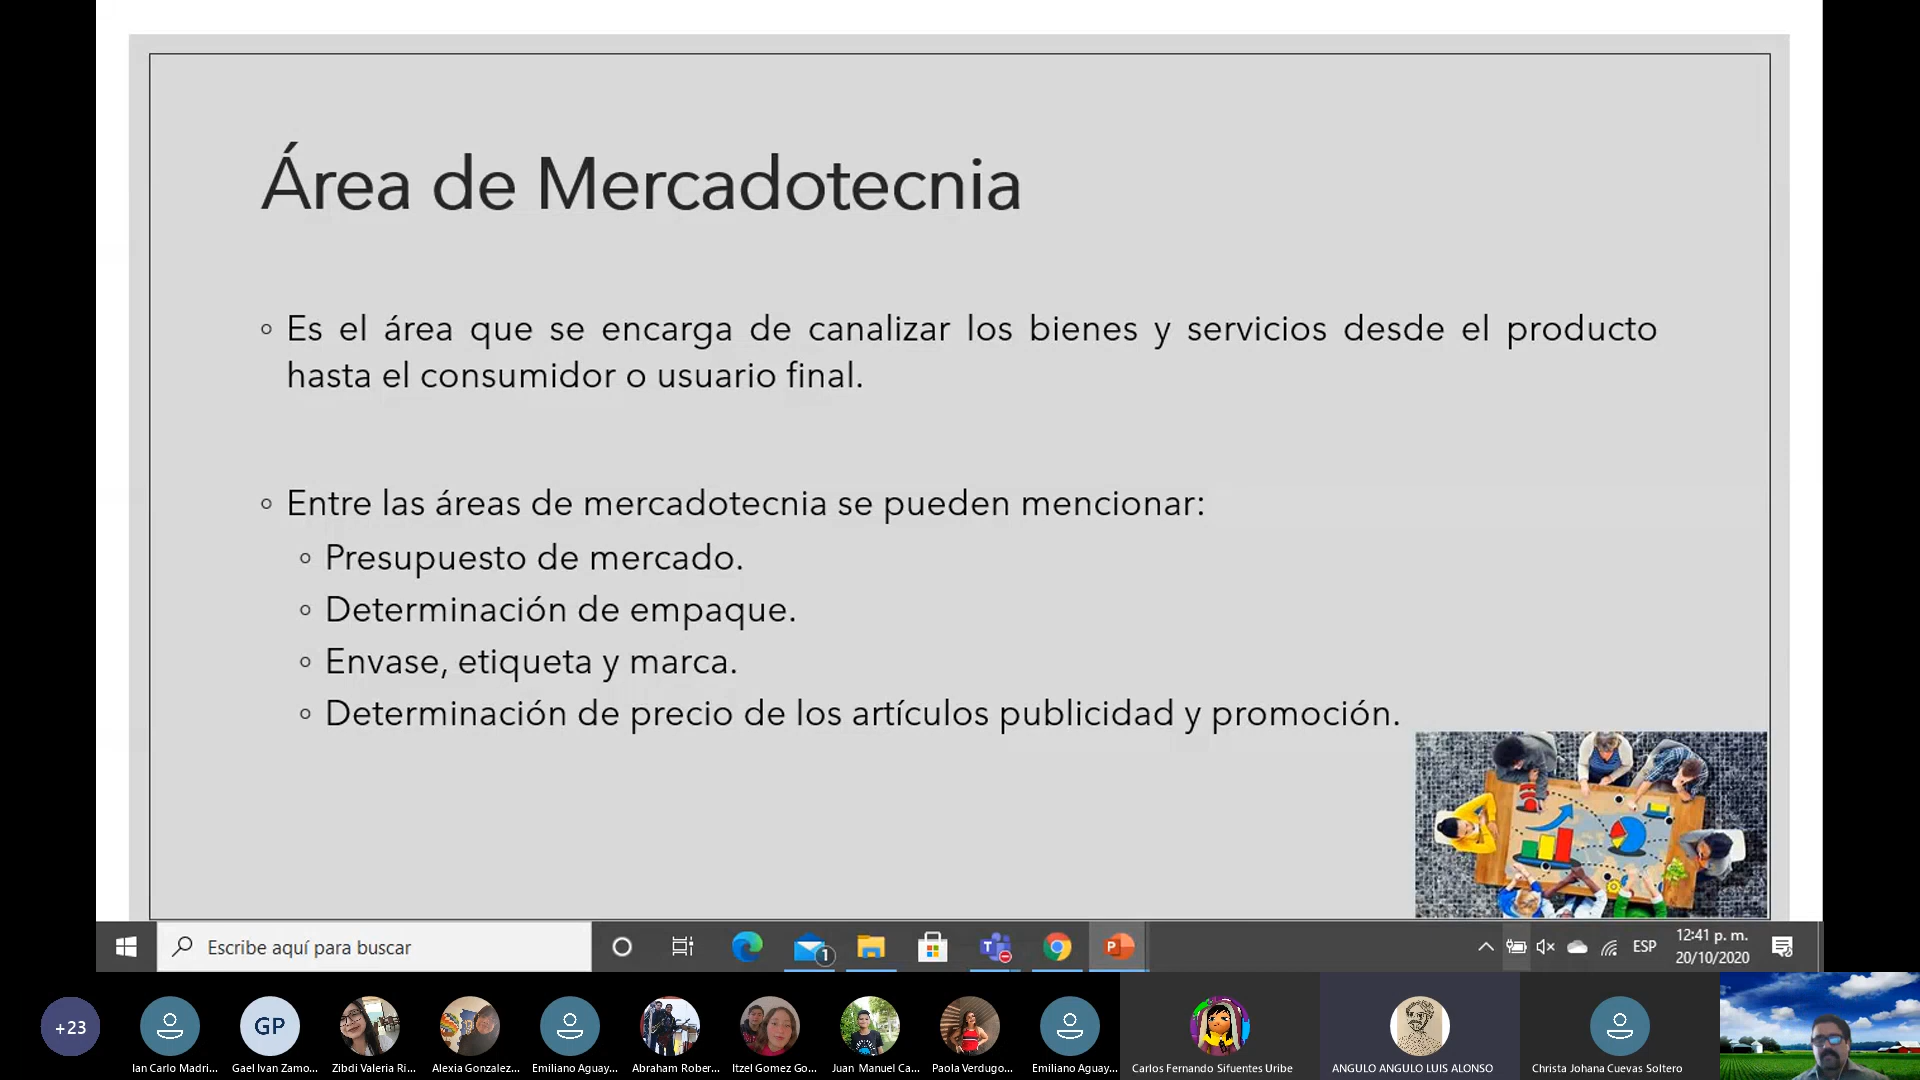 Área de Mercadotecnia
◦ Es el área que se encarga de canalizar los bienes y servicios desde el producto
hasta el consumidor o usuario final.
◦ Entre las áreas de mercadotecnia se pueden mencionar:
◦ Presupuesto de mercado.
◦ Determinación de empaque.
◦ Envase, etiqueta y marca.
◦ Determinación de precio de los artículos publicidad y promoción.
Escribe aquí para buscar
1
ESP
12:41 p. m.
20/10/2020
+23
GP
Ian Carlo Madri...
Gael Ivan Zamo...
Zibdi Valeria Ri...
Alexia Gonzalez...
Emiliano Aguay...
Abraham Rober...
Itzel Gomez Go...
Juan Manuel Ca...
Paola Verdugo...
Emiliano Aguay...
Carlos Fernando Sifuentes Uribe
ANGULO ANGULO LUIS ALONSO
Christa Johana Cuevas Soltero